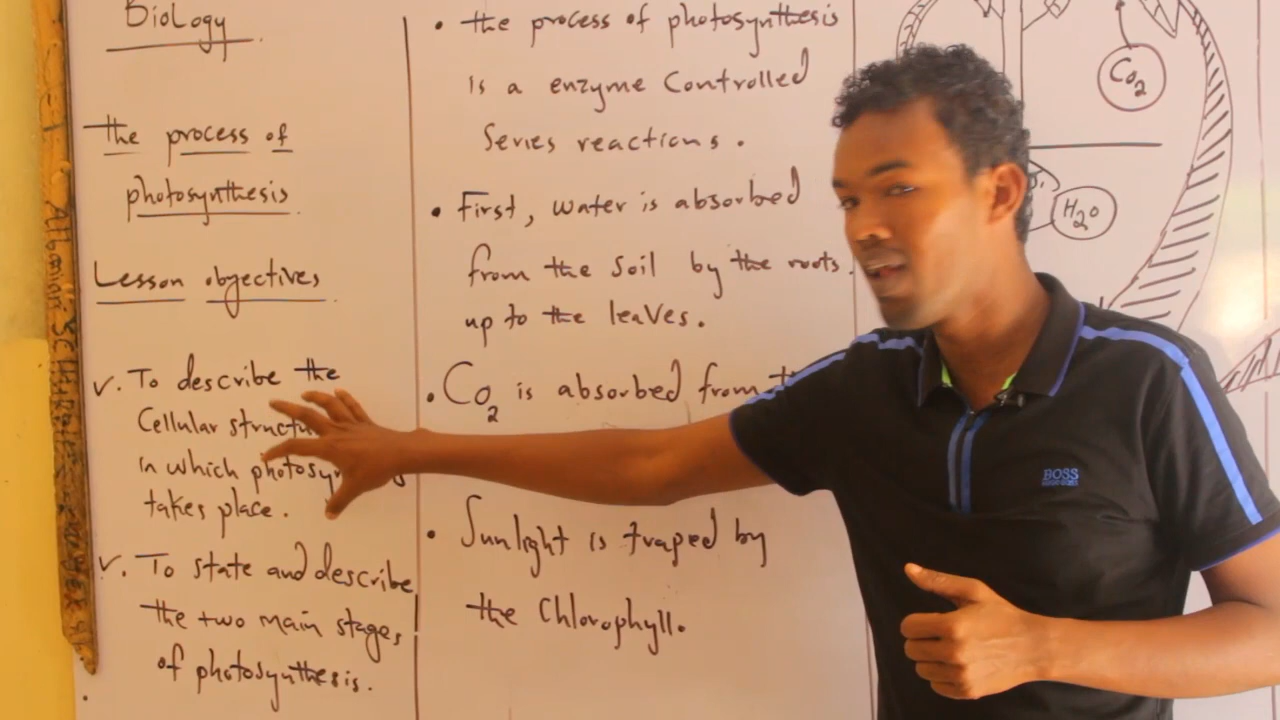 Biology
the process of
photosynthesis
Lesson objectives
v. To describe the
Cellular
in which
takes place.
v. To state and describe
the two main stages
of photosynthesis.
• the process of photosynthesis
is a enzyme Controlled
Series reactions.
• First, water is absorbed
from the soil by the roots
up to the leaves.
• Co2 is absorbed from
• Sunlight is traped by
the Chlorophyll.
Co2
H2o
BOSS